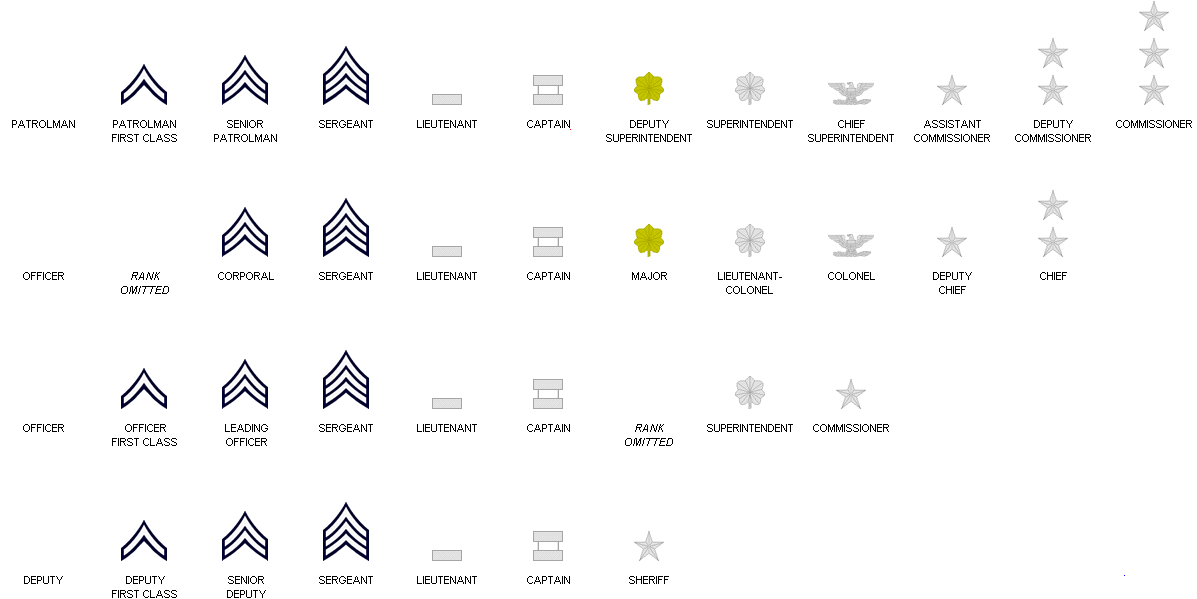 PATROLMAN PATROLMAN SENIOR SERGEANT LIEUTENANT CAPTAIN DEPUTY SUPERINTENDENT CHIEF ASSISTANT DEPUTY COMMISSIONER
FIRST CLASS PATROLMAN SUPERINTENDENT SUPERINTENDENT COMMISSIONER COMMISSIONER
OFFICER RANK CORPORAL SERGEANT LIEUTENANT CAPTAIN MAJOR LIEUTENANT- COLONEL DEPUTY CHIEF
OMITTED COLONEL CHIEF
OFFICER OFFICER LEADING SERGEANT LIEUTENANT CAPTAIN RANK SUPERINTENDENT COMMISSIONER
FIRST CLASS OFFICER OMITTED
DEPUTY DEPUTY SENIOR SERGEANT LIEUTENANT CAPTAIN SHERIFF
FIRST CLASS DEPUTY